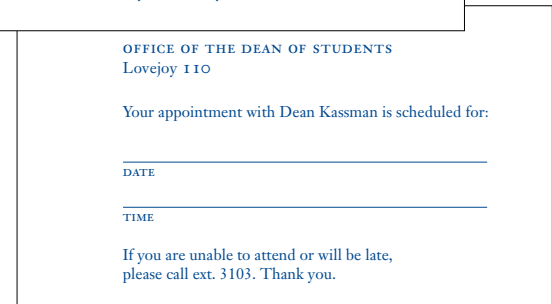 OFFICE OF THE DEAN OF STUDENTS
Lovejoy 110
Your appointment with Dean Kassman is scheduled for:
DATE
TIME
If you are unable to attend or will be late,
please call ext. 3103. Thank you.